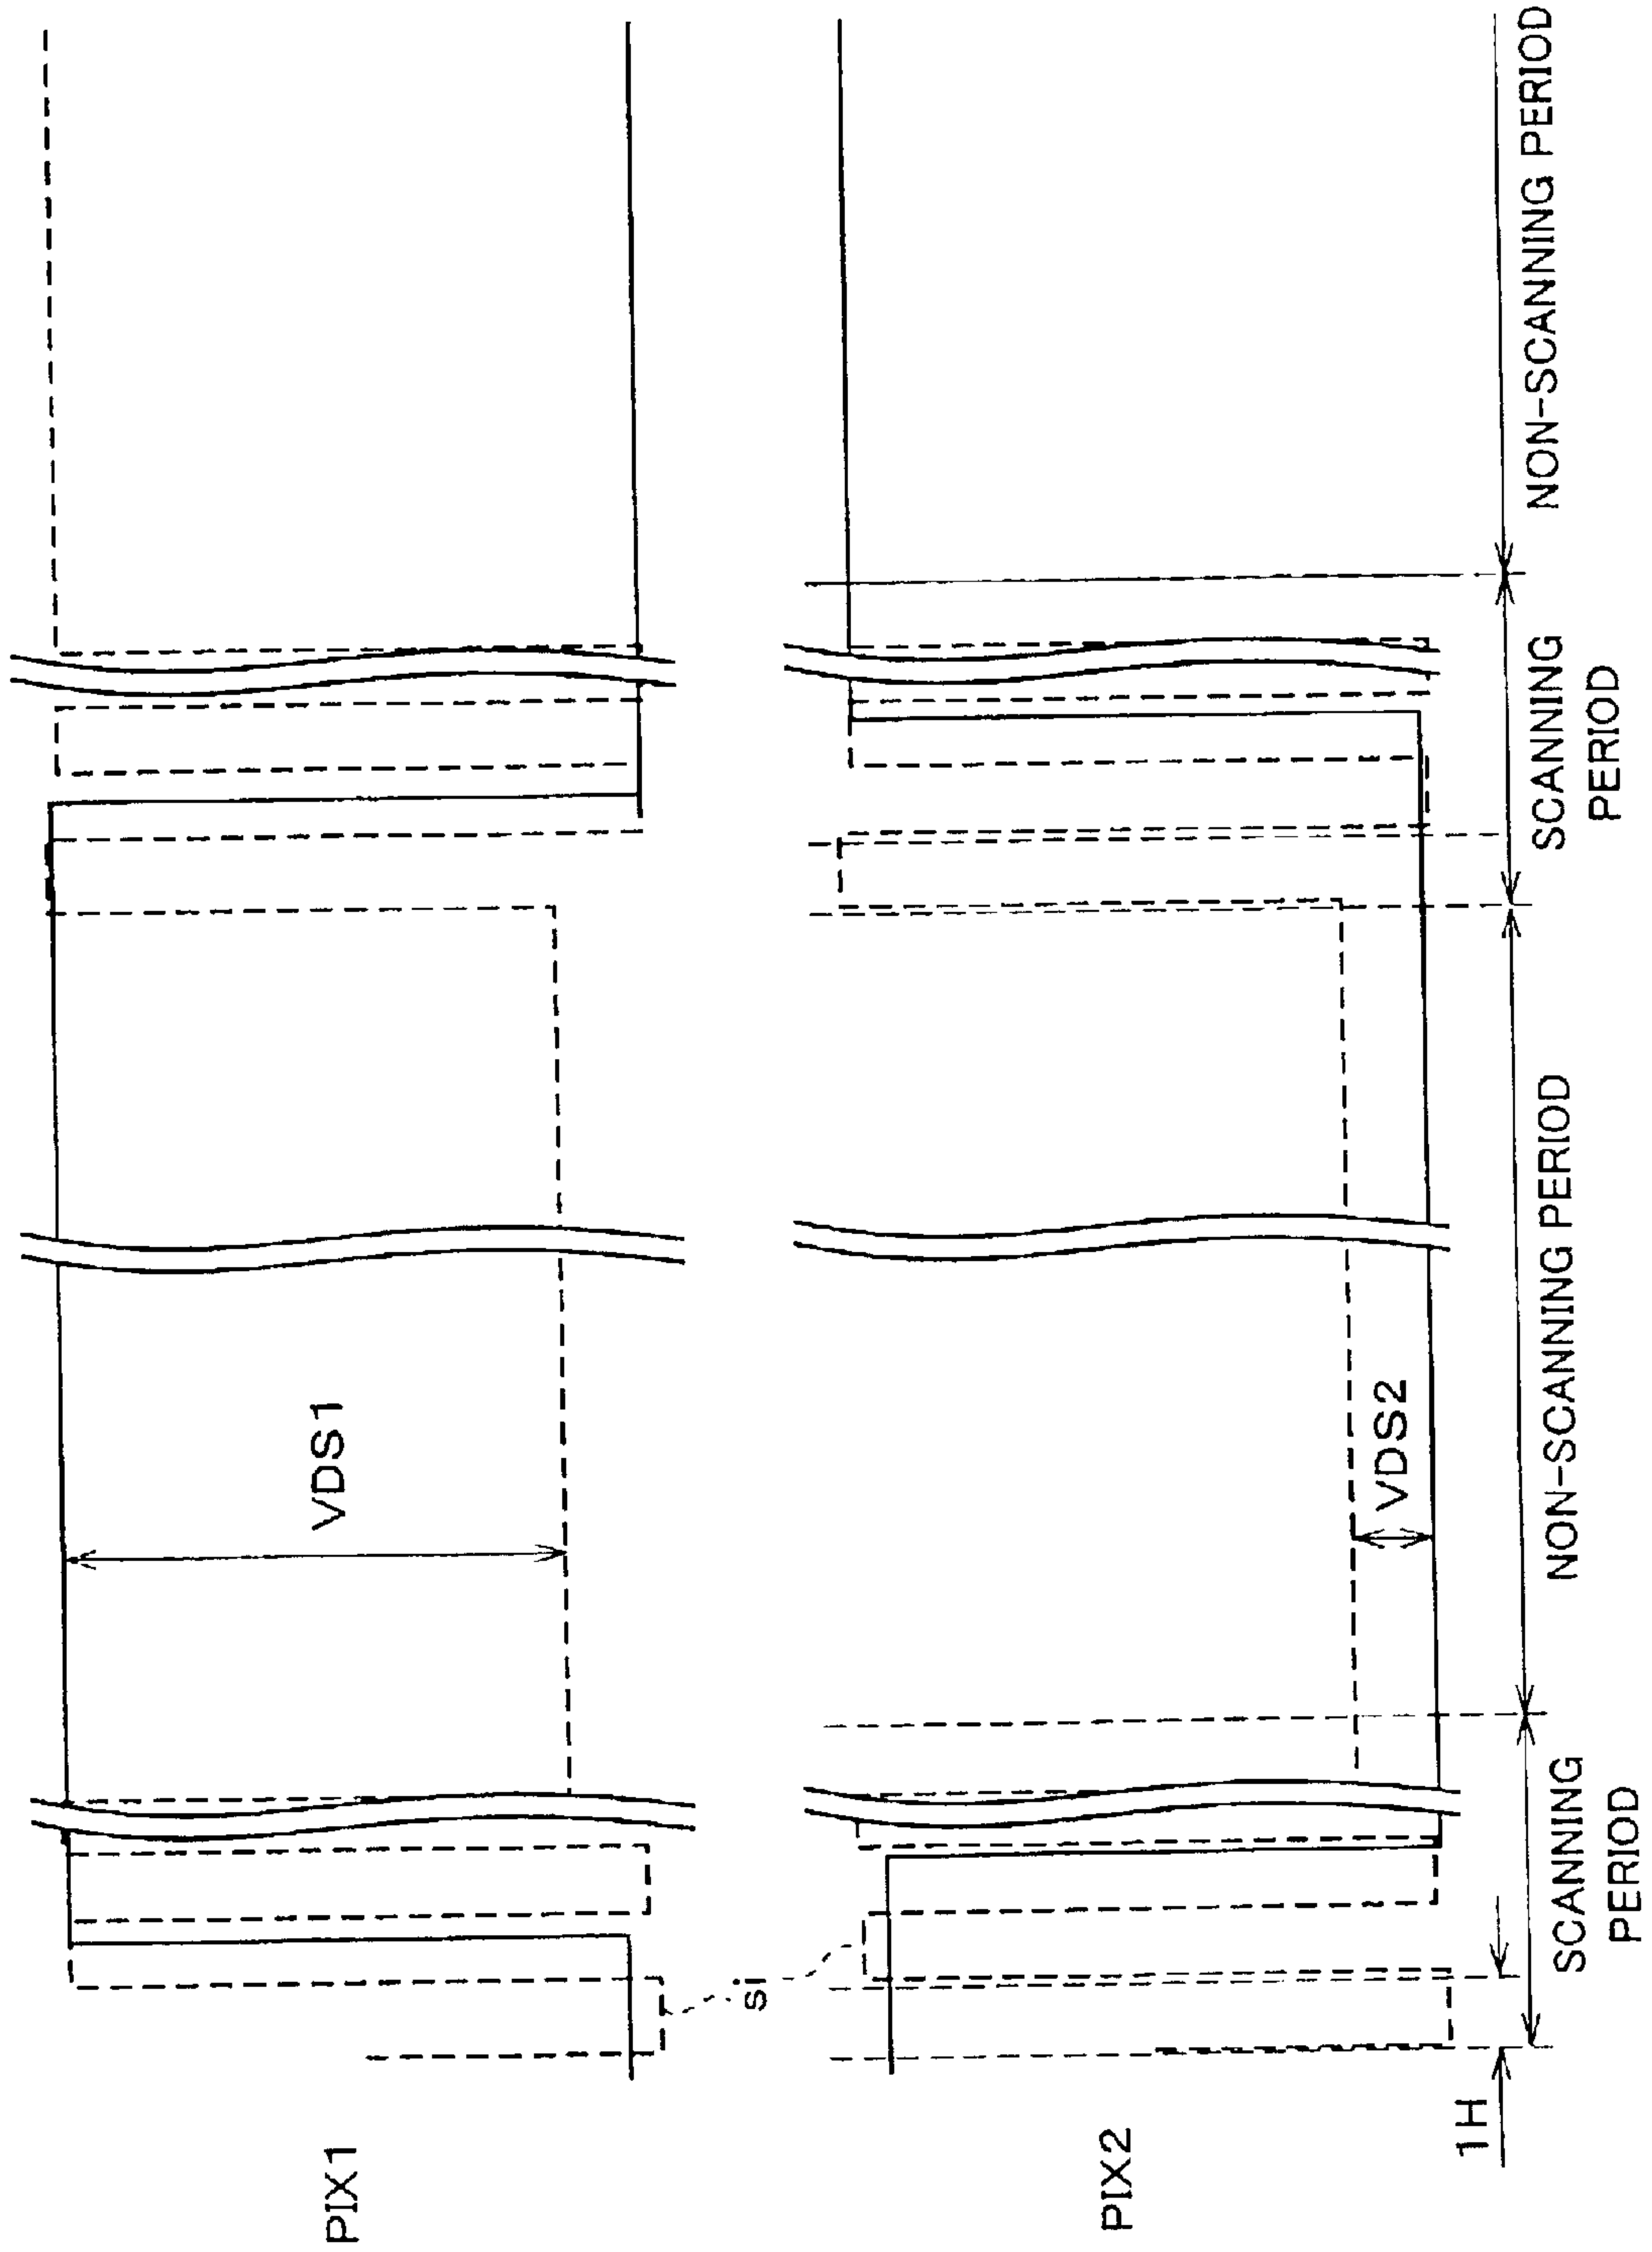 PIX1
VDS1
si
PIX2
VDS2
1H
SCANNING
PERIOD
NON-SCANNING PERIOD
SCANNING
PERIOD
NON-SCANNING PERIOD